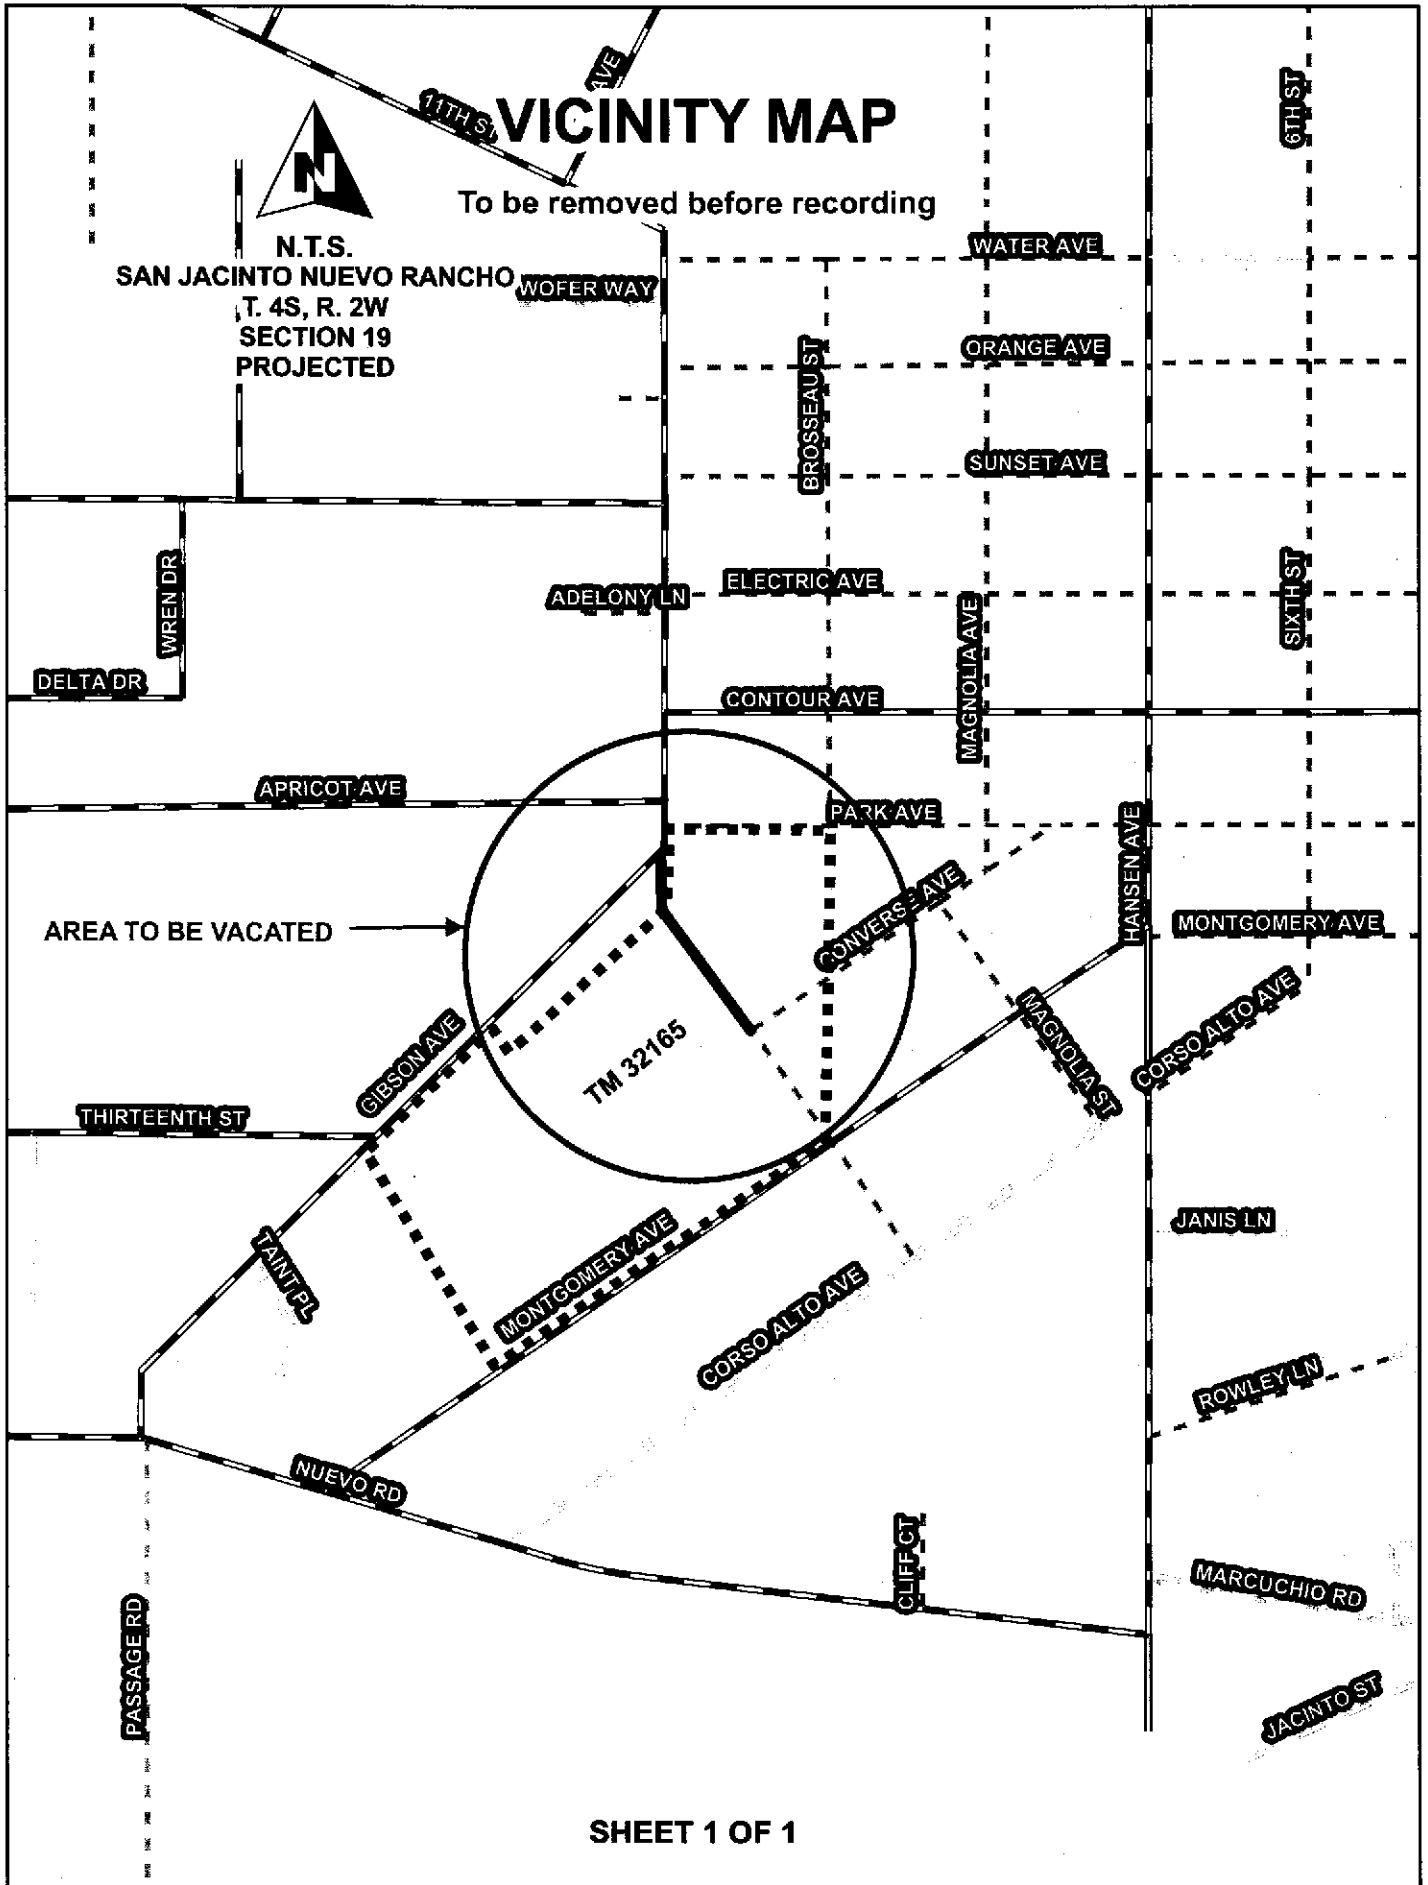 6TH ST
AVE
11TH ST
VICINITY MAP
N
To be removed before recording
N.T.S.
SAN JACINTO NUEVO RANCHO
T. 4S, R. 2W
SECTION 19
PROJECTED
WATER AVE
WOFER WAY
ORANGE AVE
BROSSEAU ST
SUNSET AVE
WREN DR
ADELONY LN
ELECTRIC AVE
SIXTH ST
MAGNOLIA AVE
DELTA DR
CONTOUR AVE
APRICOT AVE
PARK AVE
HANSEN AVE
CONVERSE AVE
AREA TO BE VACATED
MONTGOMERY AVE
GIBSON AVE
TM 32165
MAGNOLIA ST
CORSO ALTO AVE
THIRTEENTH ST
JANIS LN
TAINT PL
MONTGOMERY AVE
CORSO ALTO AVE
ROWLEY LN
NUEVO RD
CLIFF CT
MARCUCHIO RD
PASSAGE RD
JACINTO ST
SHEET 1 OF 1